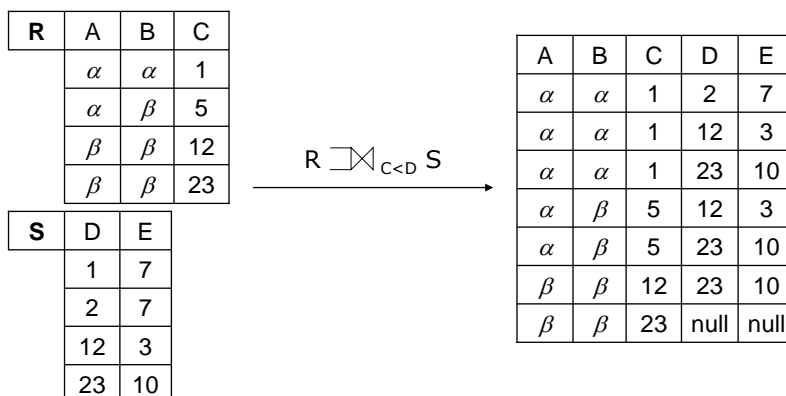 R A B C
α α 1
α β 5
β β 12
β β 23
S D E
1 7
2 7
12 3
23 10
R ⟕ C<D S
A B C D E
α α 1 2 7
α α 1 12 3
α α 1 23 10
α β 5 12 3
α β 5 23 10
β β 12 23 10
β β 23 null null